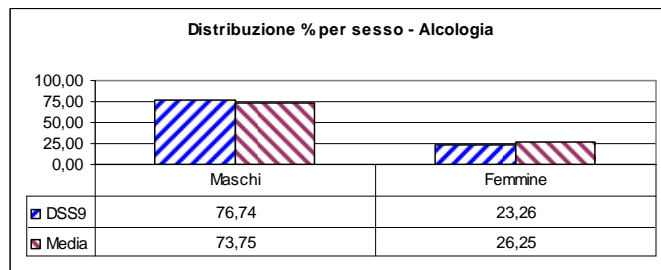 Distribuzione % per sesso - Alcologia
100,00
75,00
50,00
25,00
0,00
Maschi Femmine
DSS9 76,74 23,26
Media 73,75 26,25